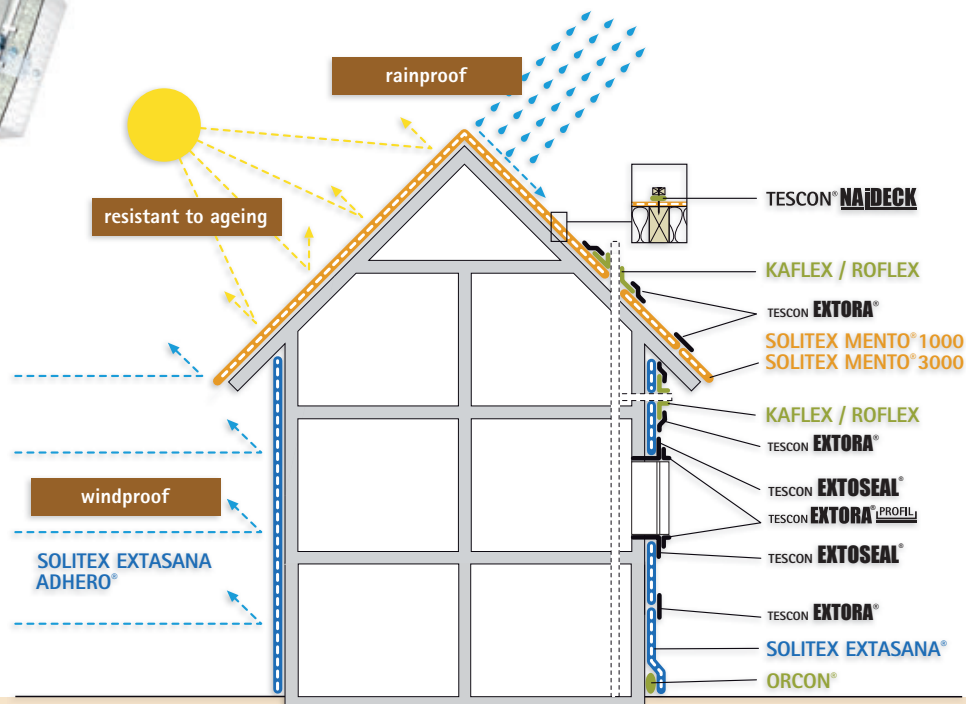 rainproof
resistant to ageing
windproof
SOLITEX EXTASANA
ADHERO®
TESCON® NAIDECK
KAFLEX / ROFLEX
TESCON EXTORA®
SOLITEX MENTO® 1000
SOLITEX MENTO® 3000
KAFLEX / ROFLEX
TESCON EXTORA®
TESCON EXTOSEAL®
TESCON EXTORA® PROFIL
TESCON EXTOSEAL®
TESCON EXTORA®
SOLITEX EXTASANA®
ORCON®